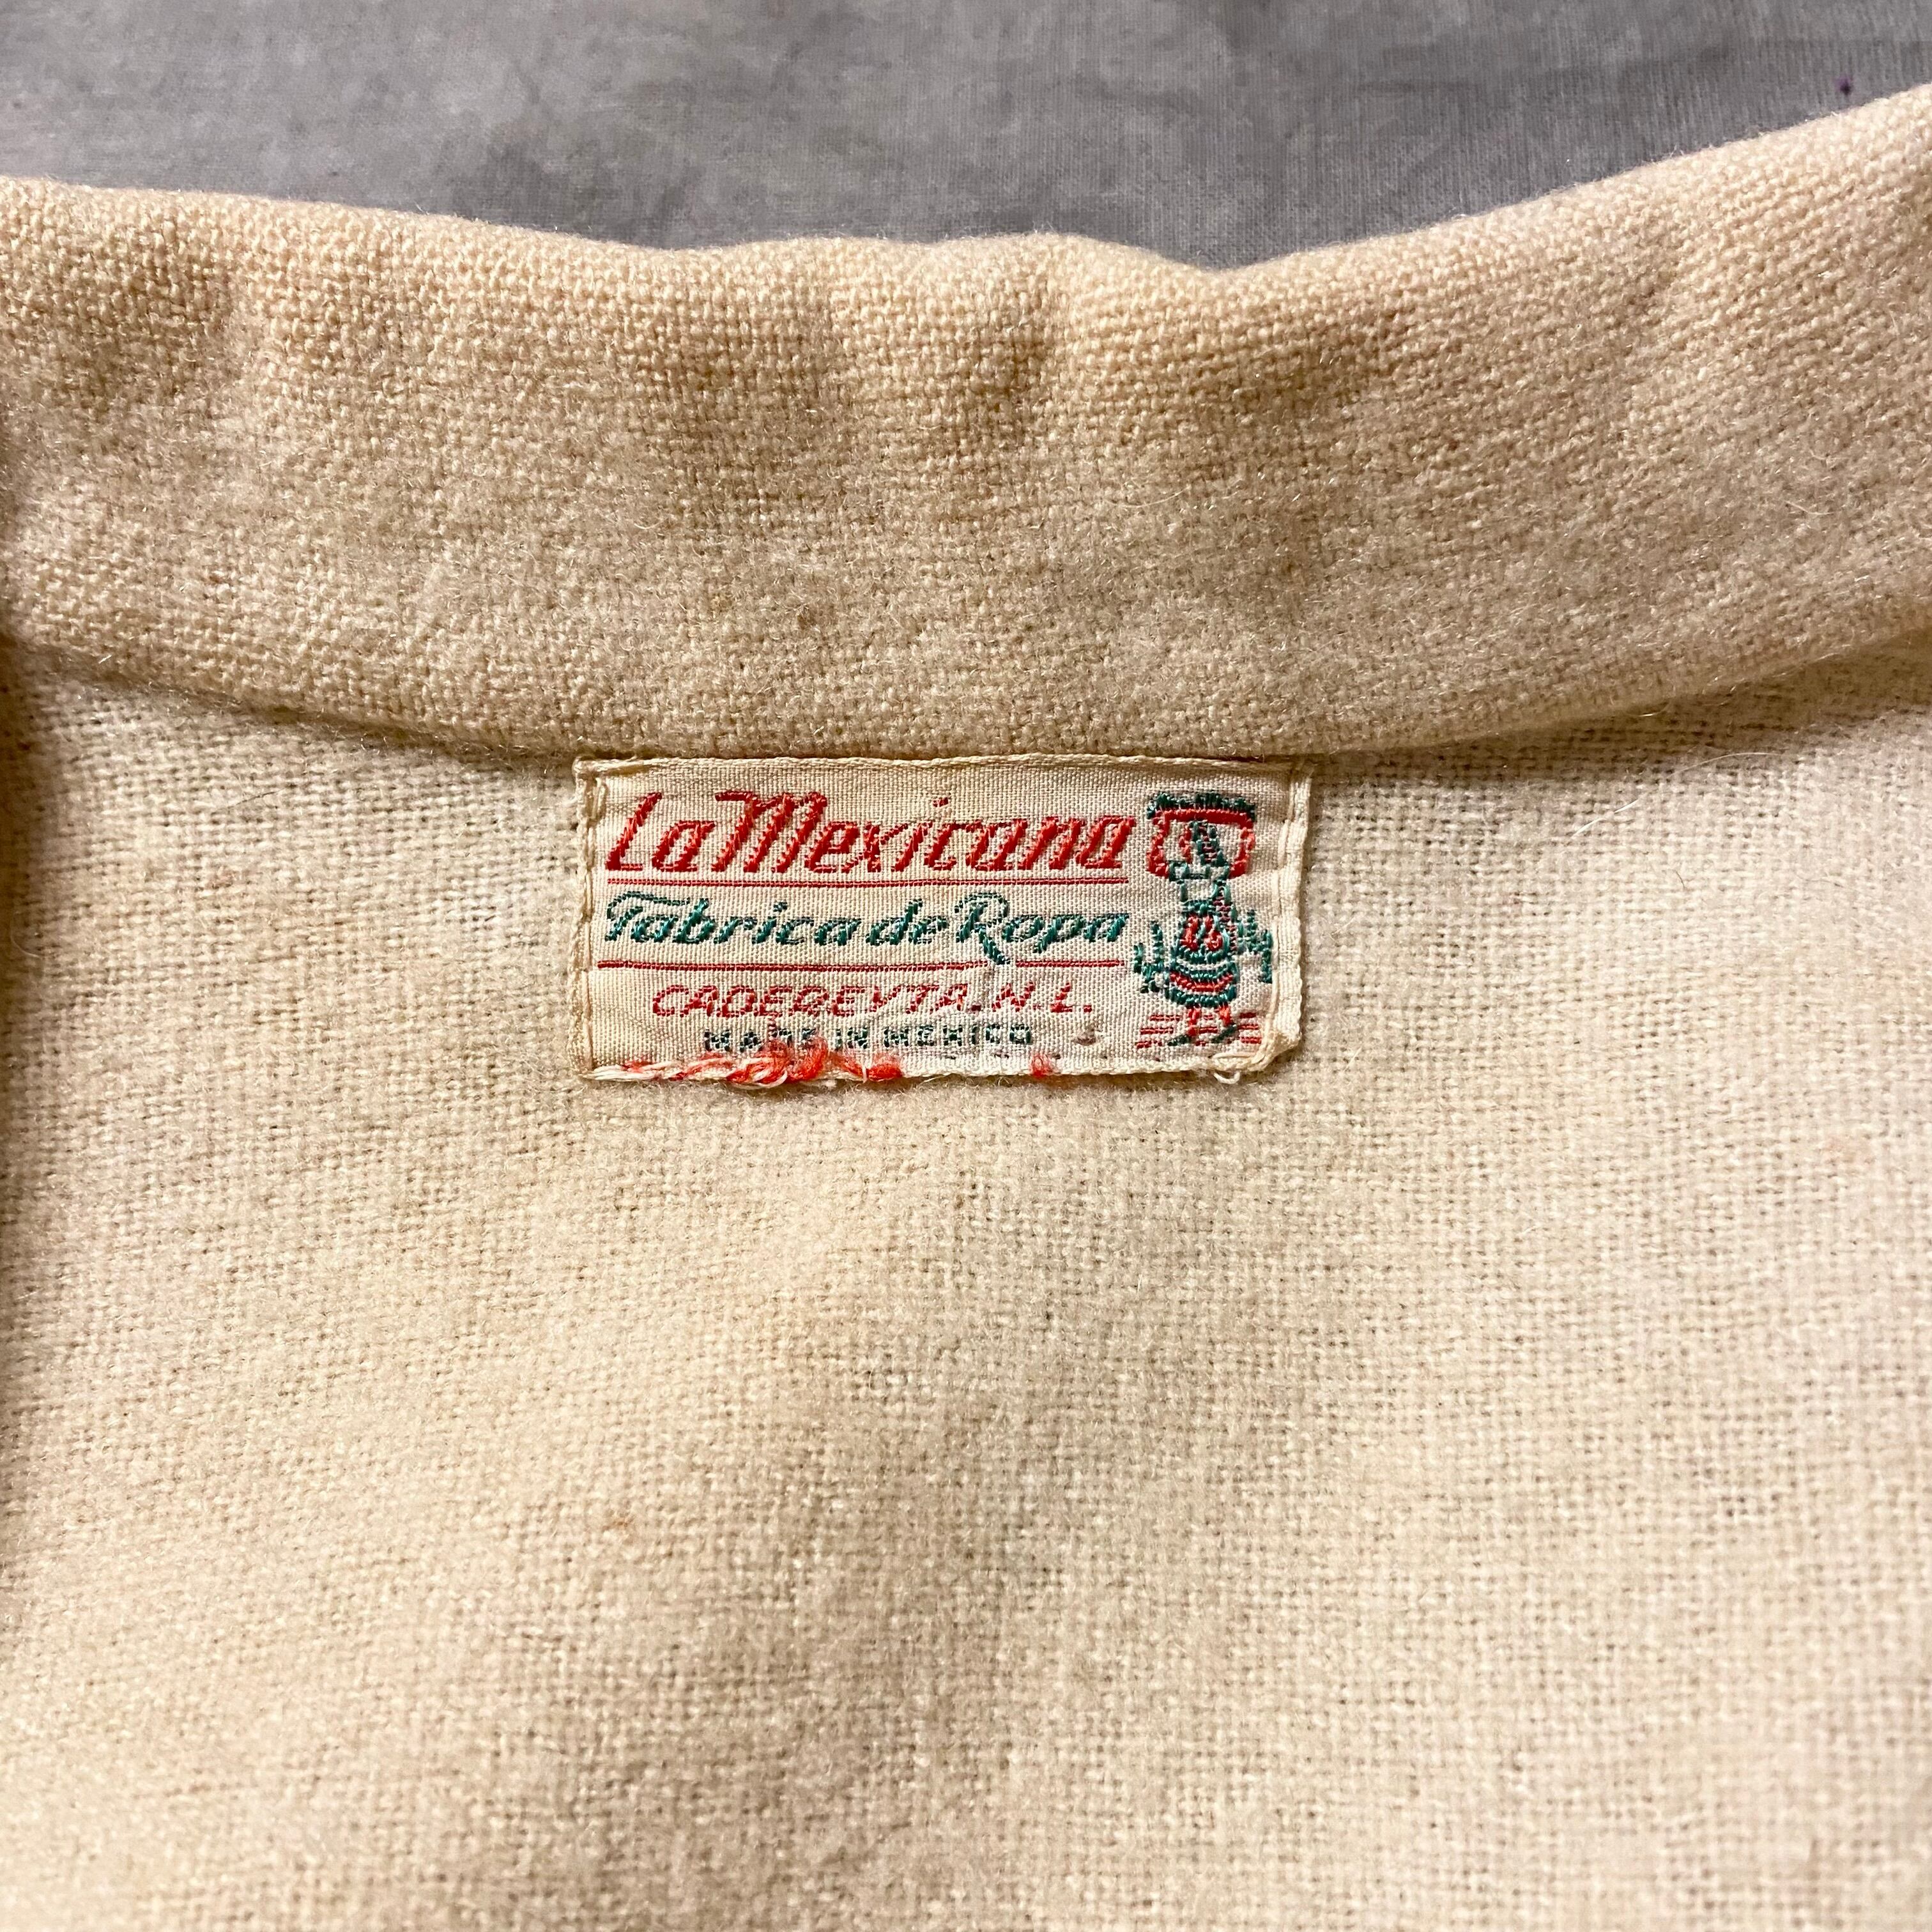 La Mexicana
Fabrica de Ropa
CADEREYTA, N. L.
MADE IN MEXICO